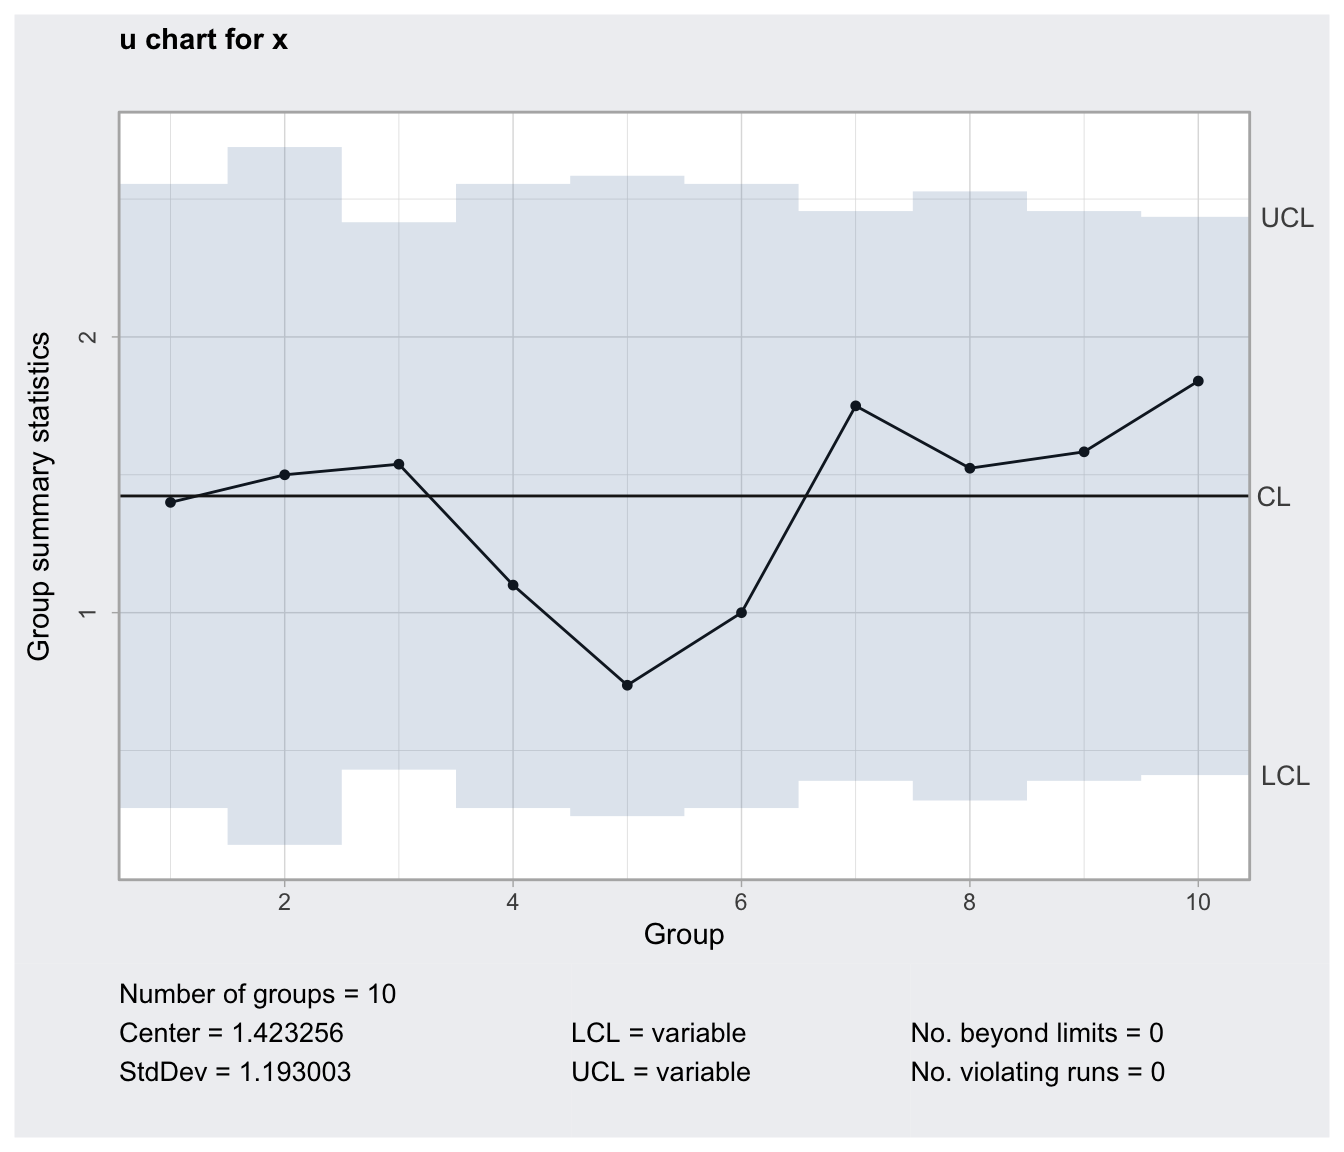 u chart for x
Group summary statistics
2
1
UCL
CL
LCL
2 4 6 8 10
Group
Number of groups = 10
Center = 1.423256 LCL = variable No. beyond limits = 0
StdDev = 1.193003 UCL = variable No. violating runs = 0